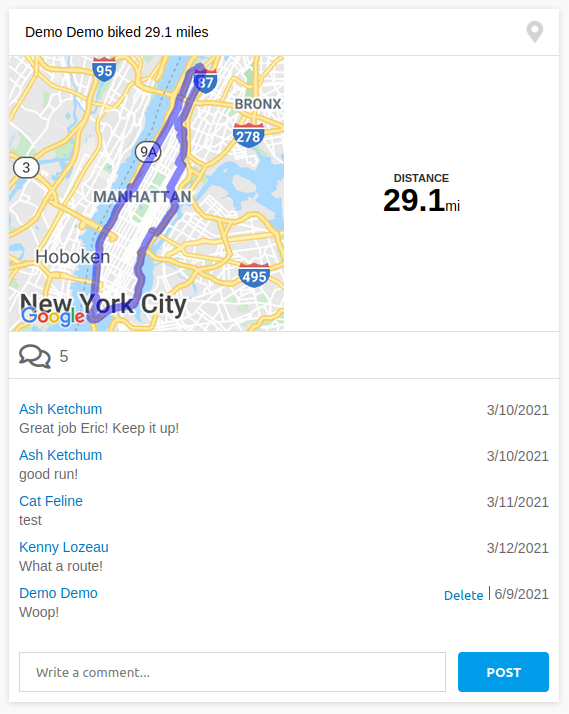 Demo Demo biked 29.1 miles
95
87
BRONX
278
9A
3
MANHATTAN
Hoboken
495
New York City
Google
DISTANCE
29.1mi
5
Ash Ketchum 3/10/2021
Great job Eric! Keep it up!
Ash Ketchum 3/10/2021
good run!
Cat Feline 3/11/2021
test
Kenny Lozeau 3/12/2021
What a route!
Demo Demo Delete | 6/9/2021
Woop!
Write a comment...
POST